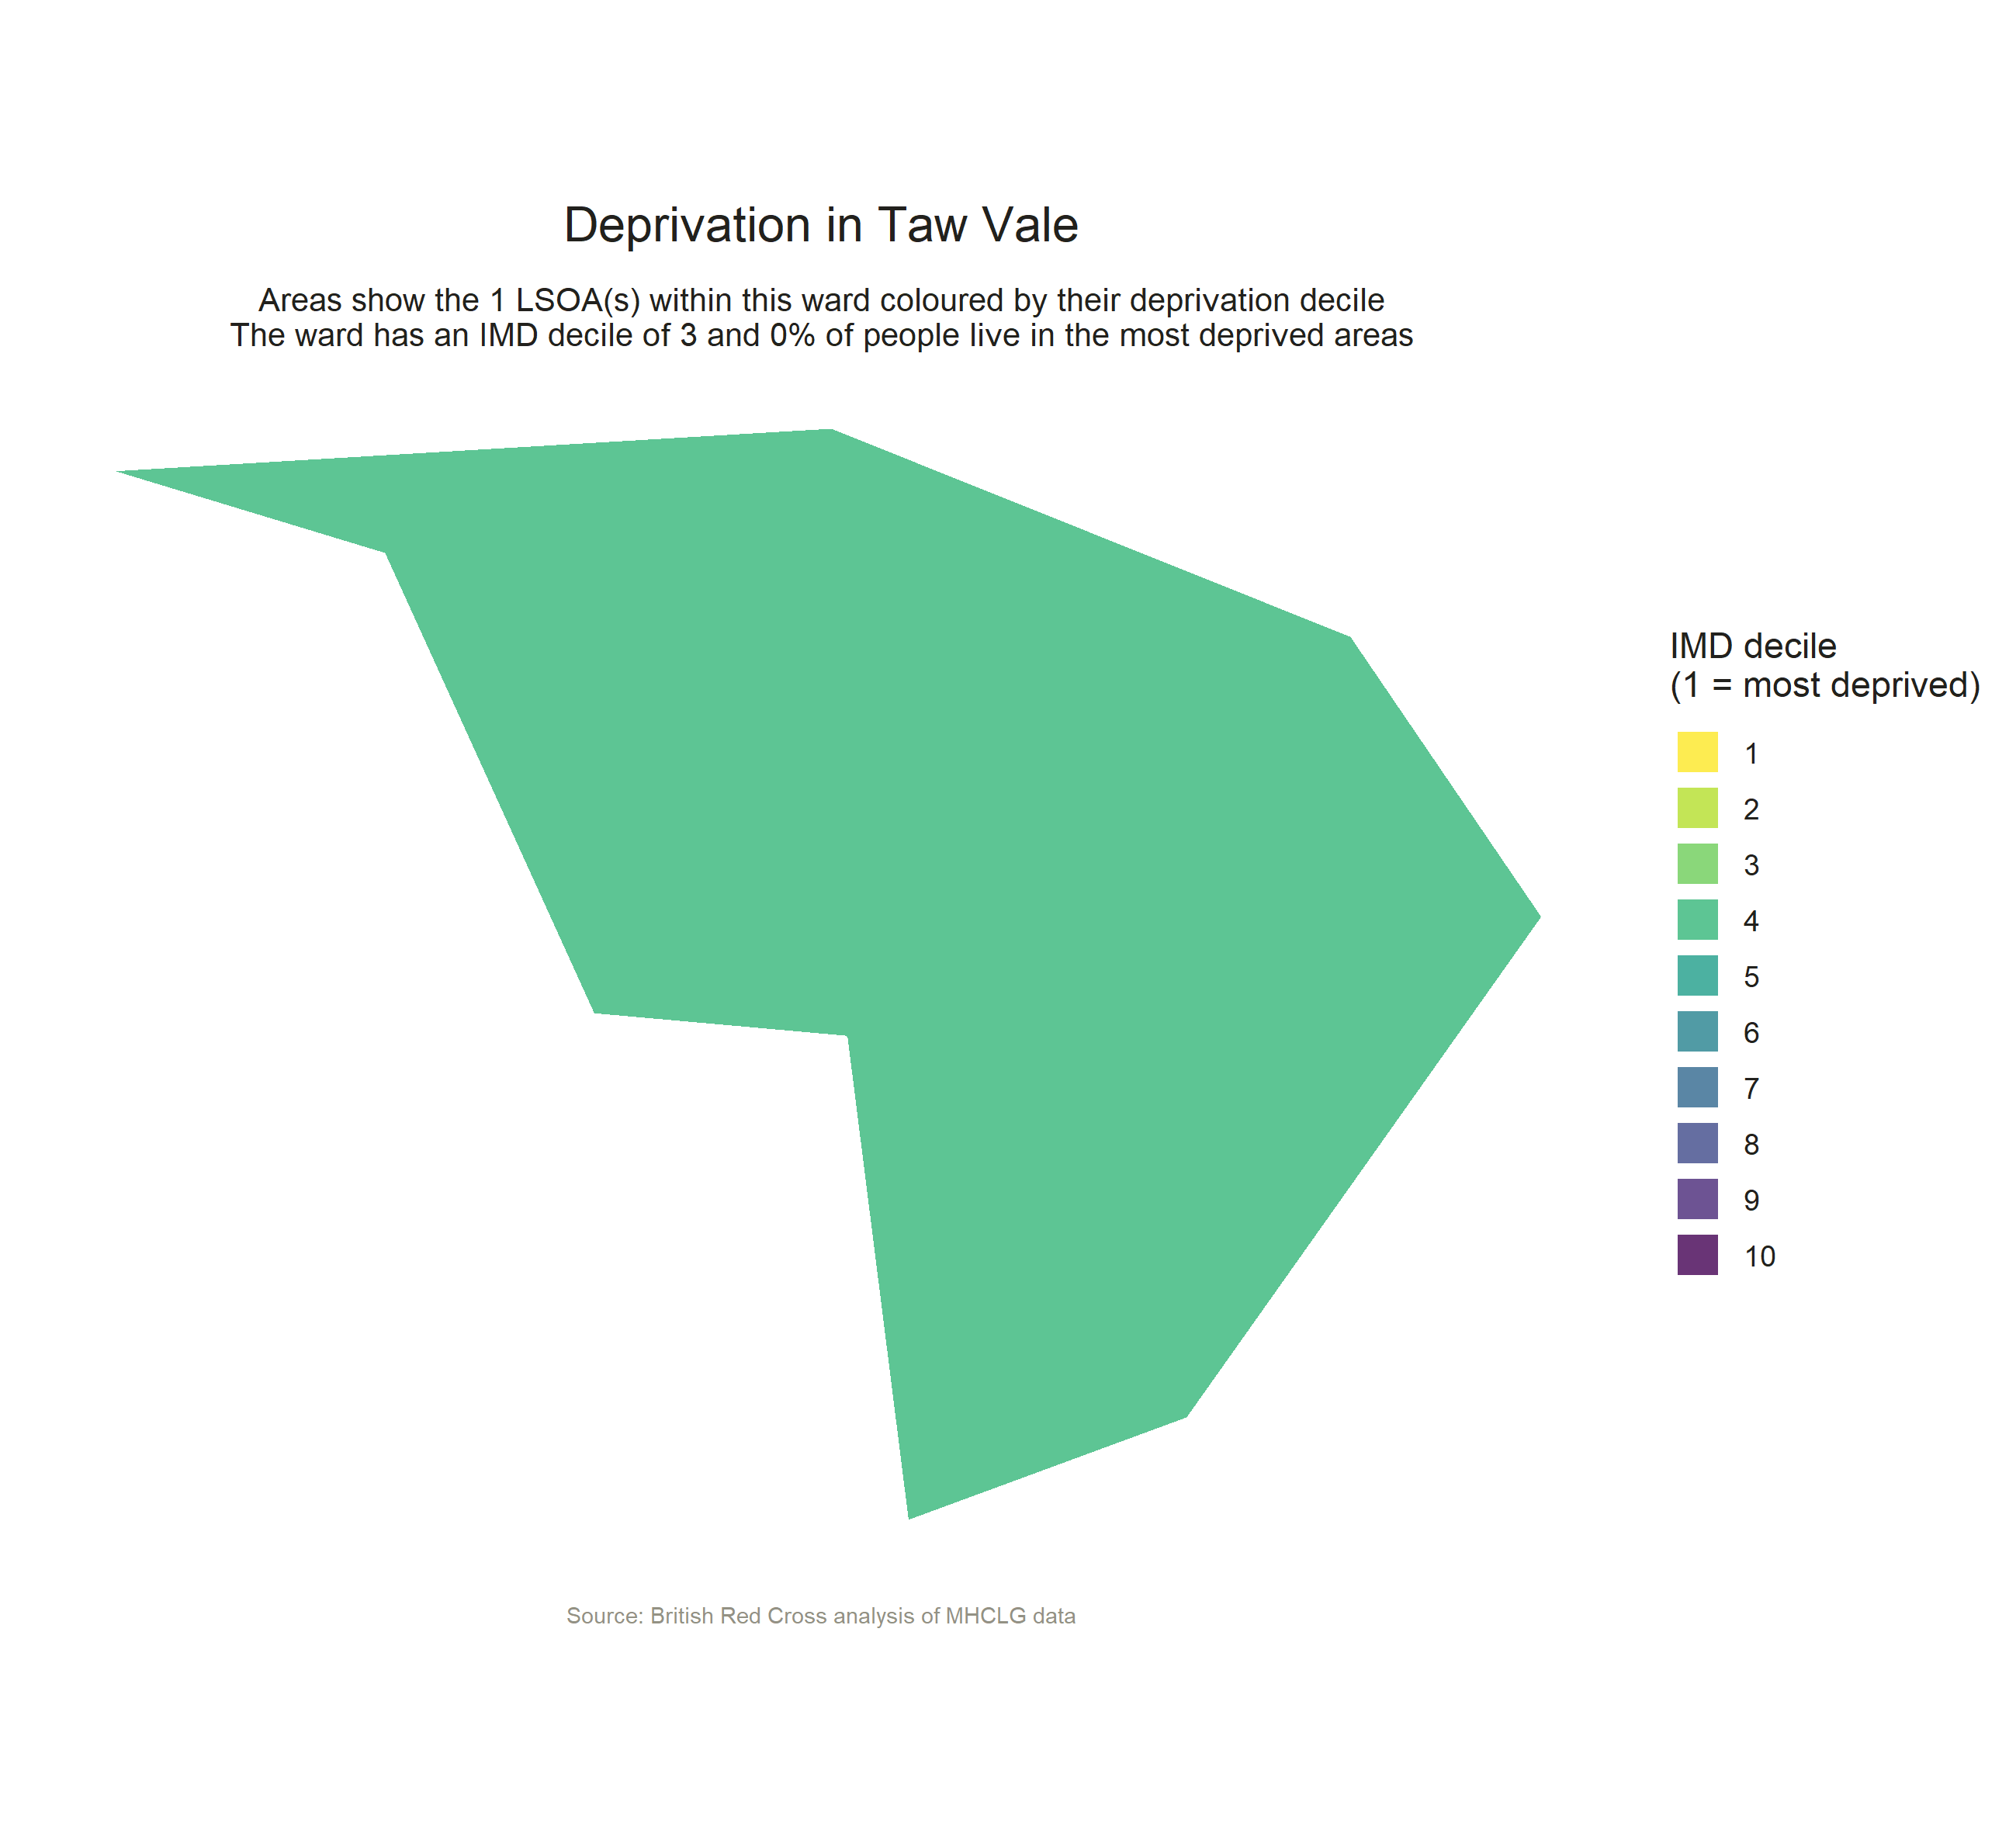 Deprivation in Taw Vale
Areas show the 1 LSOA(s) within this ward coloured by their deprivation decile
The ward has an IMD decile of 3 and 0% of people live in the most deprived areas
IMD decile
(1 = most deprived)
1
2
3
4
5
6
7
8
9
10
Source: British Red Cross analysis of MHCLG data